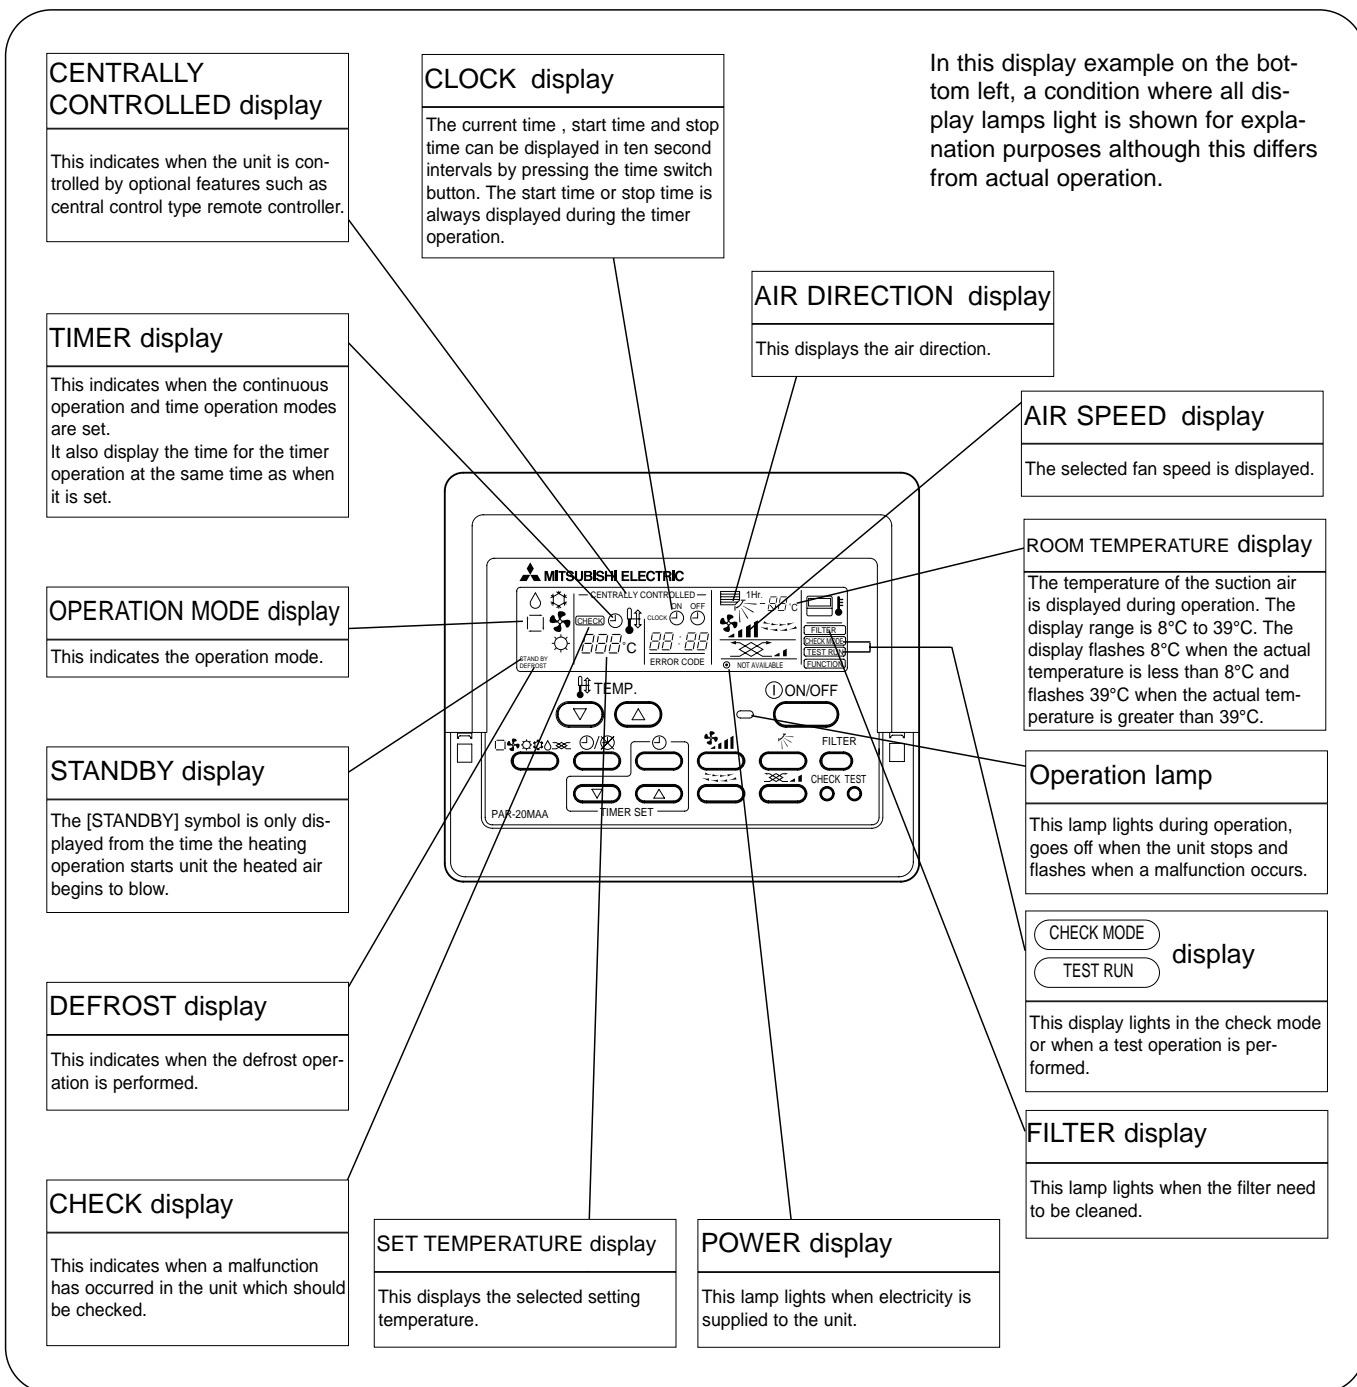 CENTRALLY
CONTROLLED display
This indicates when the unit is con-
trolled by optional features such as
central control type remote controller.
CLOCK display
The current time , start time and stop
time can be displayed in ten second
intervals by pressing the time switch
button. The start time or stop time is
always displayed during the timer
operation.
In this display example on the bot-
tom left, a condition where all dis-
play lamps light is shown for expla-
nation purposes although this differs
from actual operation.
TIMER display
This indicates when the continuous
operation and time operation modes
are set.
It also display the time for the timer
operation at the same time as when
it is set.
AIR DIRECTION display
This displays the air direction.
AIR SPEED display
The selected fan speed is displayed.
ROOM TEMPERATURE display
The temperature of the suction air
is displayed during operation. The
display range is 8°C to 39°C. The
display flashes 8°C when the actual
temperature is less than 8°C and
flashes 39°C when the actual tem-
perature is greater than 39°C.
OPERATION MODE display
This indicates the operation mode.
STANDBY display
The [STANDBY] symbol is only dis-
played from the time the heating
operation starts unit the heated air
begins to blow.
DEFROST display
This indicates when the defrost oper-
ation is performed.
CHECK display
This indicates when a malfunction
has occurred in the unit which should
be checked.
MITSUBISHI ELECTRIC
CENTRALLY CONTROLLED
ON OFF
CLOCK
CHECK
888°C
88:88
ERROR CODE
STAND BY
DEFROST
1Hr.
88°C
NOT AVAILABLE
FILTER
CHECK MODE
TEST RUN
FUNCTION
TEMP.
ON/OFF
FILTER
CHECK TEST
PAR-20MAA
TIMER SET
Operation lamp
This lamp lights during operation,
goes off when the unit stops and
flashes when a malfunction occurs.
CHECK MODE
TEST RUN
display
This display lights in the check mode
or when a test operation is per-
formed.
FILTER display
This lamp lights when the filter need
to be cleaned.
SET TEMPERATURE display
This displays the selected setting
temperature.
POWER display
This lamp lights when electricity is
supplied to the unit.